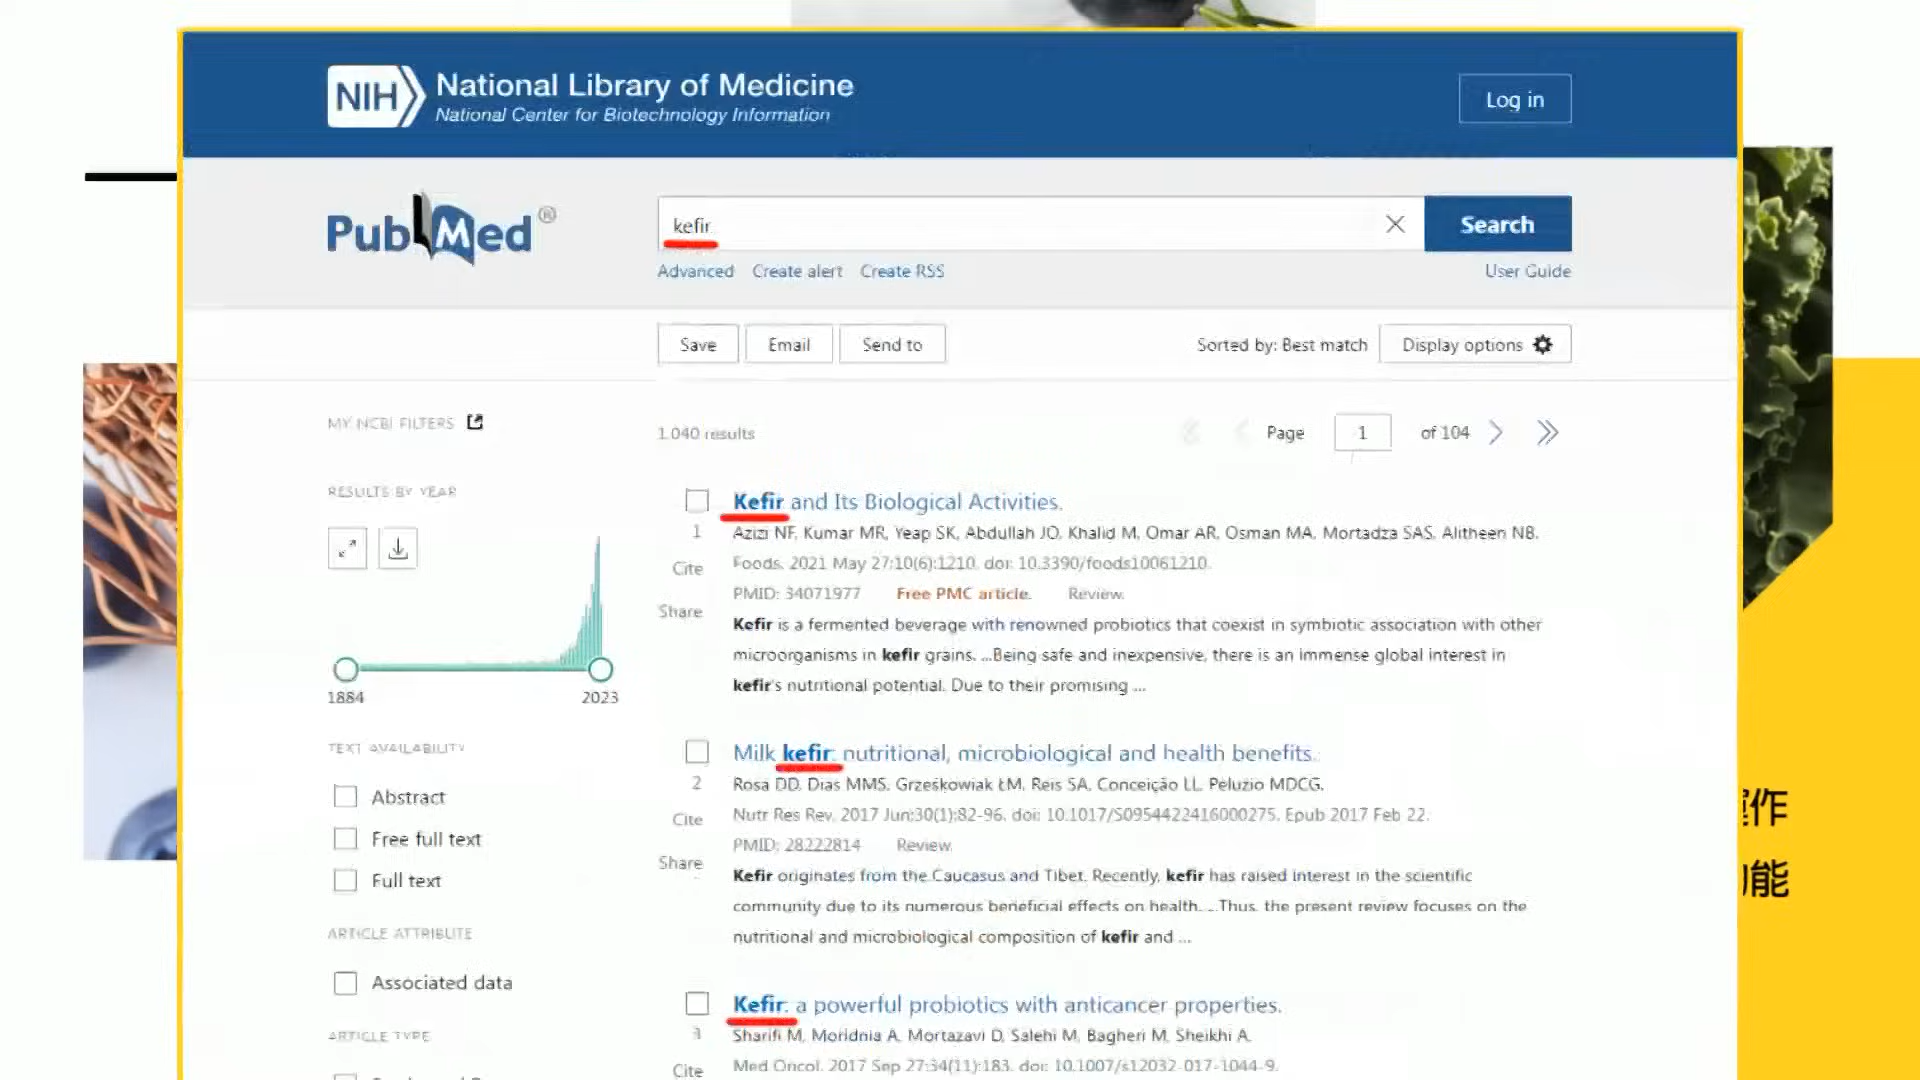 NIH National Library of Medicine
National Center for Biotechnology Information
Log in
PubMed®
kefir
Search
Advanced Create alert Create RSS
User Guide
Save Email Send to
Sorted by: Best match Display options
MY NCBI FILTERS
1,040 results
Page 1 of 104
RESULTS BY YEAR
1884 2023
TEXT AVAILABILITY
Abstract
Free full text
Full text
ARTICLE ATTRIBUTE
Associated data
ARTICLE TYPE
Kefir and Its Biological Activities.
1
Azizi NF, Kumar MR, Yeap SK, Abdullah JO, Khalid M, Omar AR, Osman MA, Mortadza SAS, Alitheen NB.
Cite
Foods. 2021 May 27;10(6):1210. doi: 10.3390/foods10061210.
PMID: 34071977 Free PMC article. Review.
Share
Kefir is a fermented beverage with renowned probiotics that coexist in symbiotic association with other
microorganisms in kefir grains. ...Being safe and inexpensive, there is an immense global interest in
kefir's nutritional potential. Due to their promising ...
Milk kefir: nutritional, microbiological and health benefits.
2
Rosa DD, Dias MMS, Grześkowiak ŁM, Reis SA, Conceição LL, Peluzio MDCG.
Cite
Nutr Res Rev. 2017 Jun;30(1):82-96. doi: 10.1017/S0954422416000275. Epub 2017 Feb 22.
PMID: 28222814 Review.
Share
Kefir originates from the Caucasus and Tibet. Recently, kefir has raised interest in the scientific
community due to its numerous beneficial effects on health. ...Thus, the present review focuses on the
nutritional and microbiological composition of kefir and ...
Kefir: a powerful probiotics with anticancer properties.
3
Sharifi M, Moridnia A, Mortazavi D, Salehi M, Bagheri M, Sheikhi A.
Cite
Med Oncol. 2017 Sep 27;34(11):183. doi: 10.1007/s12032-017-1044-9.
作
能